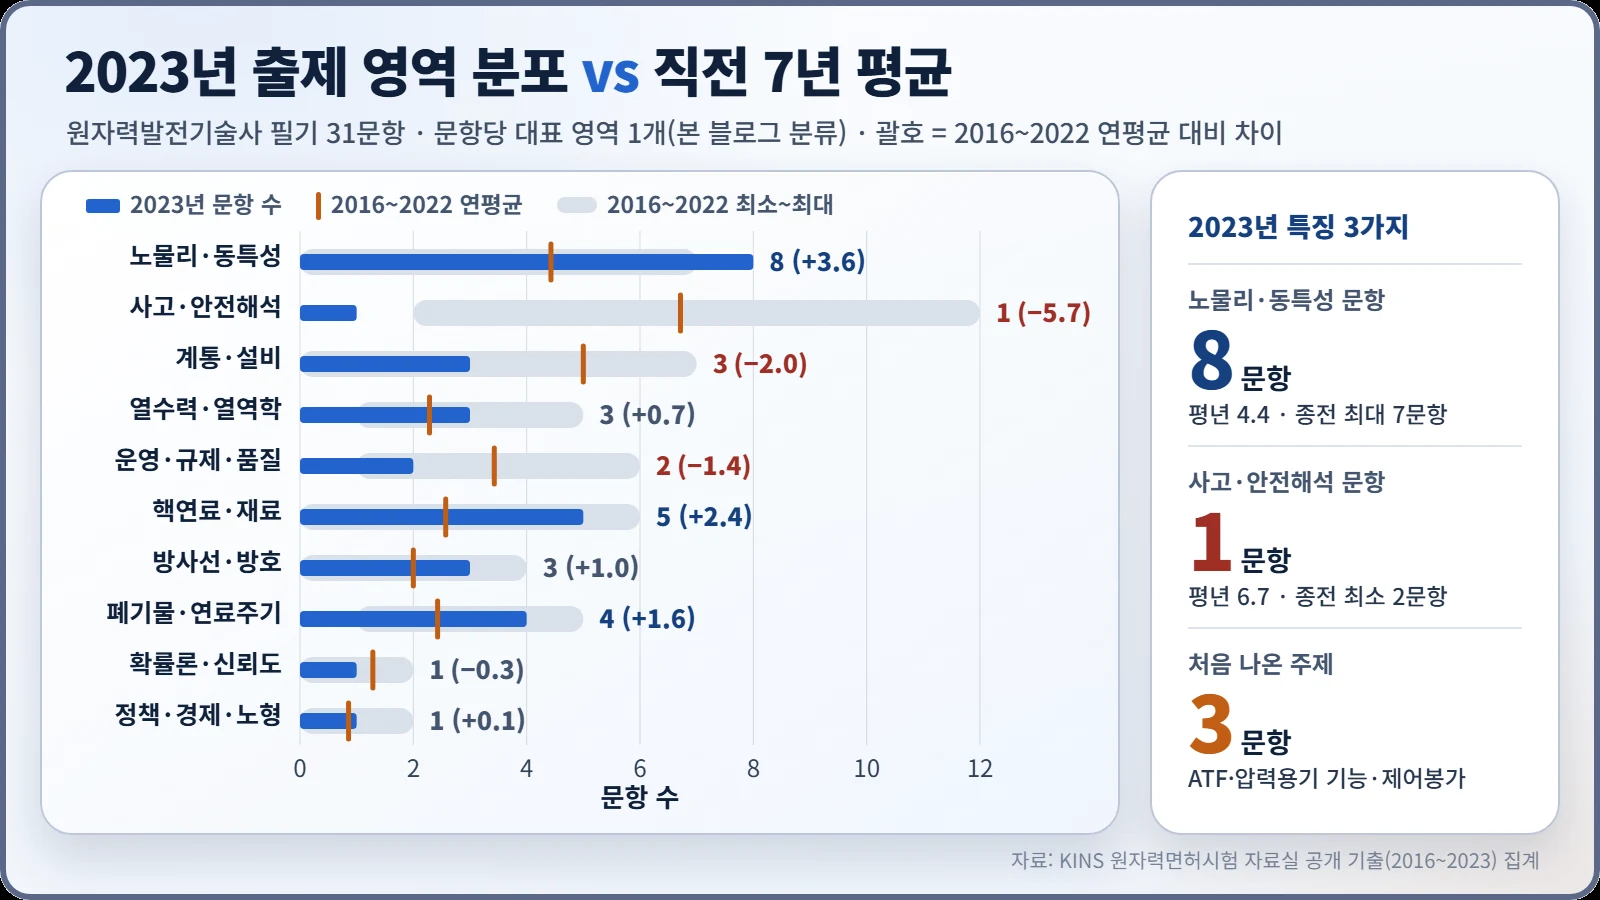 2023년 출제 영역 분포 vs 직전 7년 평균
원자력발전기술사 필기 31문항 · 문항당 대표 영역 1개(본 블로그 분류) · 괄호 = 2016~2022 연평균 대비 차이
2023년 문항 수 2016~2022 연평균 2016~2022 최소~최대
노물리·동특성 8 (+3.6)
사고·안전해석 1 (−5.7)
계통·설비 3 (−2.0)
열수력·열역학 3 (+0.7)
운영·규제·품질 2 (−1.4)
핵연료·재료 5 (+2.4)
방사선·방호 3 (+1.0)
폐기물·연료주기 4 (+1.6)
확률론·신뢰도 1 (−0.3)
정책·경제·노형 1 (+0.1)
0 2 4 6 8 10 12
문항 수
2023년 특징 3가지
노물리·동특성 문항
8 문항
평년 4.4 · 종전 최대 7문항
사고·안전해석 문항
1 문항
평년 6.7 · 종전 최소 2문항
처음 나온 주제
3 문항
ATF·압력용기 기능·제어봉가
자료: KINS 원자력면허시험 자료실 공개 기출(2016~2023) 집계